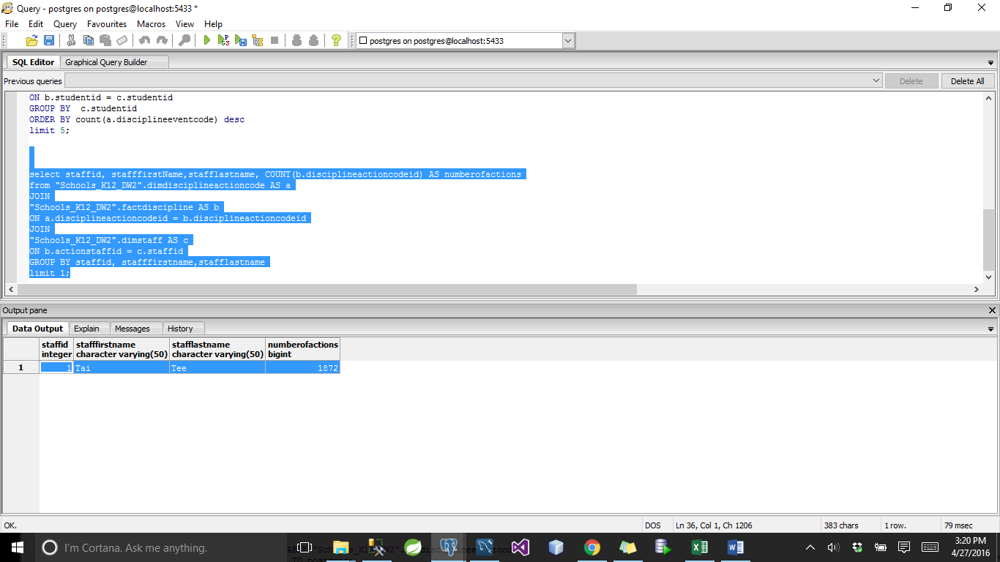 Query - postgres on postgres@localhost:5433 *
File Edit Query Favourites Macros View Help
postgres on postgres@localhost:5433
SQL Editor Graphical Query Builder
Previous queries Delete Delete All
ON b.studentid = c.studentid
GROUP BY  c.studentid
ORDER BY count(a.disciplineeventcode) desc
limit 5;
select staffid, stafffirstName,stafflastname, COUNT(b.disciplineactioncodeid) AS numberofactions
from "Schools_K12_DW2".dimdisciplineactioncode AS a
JOIN
"Schools_K12_DW2".factdiscipline AS b
ON a.disciplineactioncodeid = b.disciplineactioncodeid
JOIN
"Schools_K12_DW2".dimstaff AS c
ON b.actionstaffid = c.staffid
GROUP BY staffid, stafffirstname,stafflastname
limit 1;
Output pane
Data Output Explain Messages History
staffid stafffirstname stafflastname numberofactions
integer character varying(50) character varying(50) bigint
1 1 Tai Tee 1872
OK. DOS Ln 36, Col 1, Ch 1206 383 chars 1 row. 79 msec
I'm Cortana. Ask me anything.
3:20 PM
4/27/2016